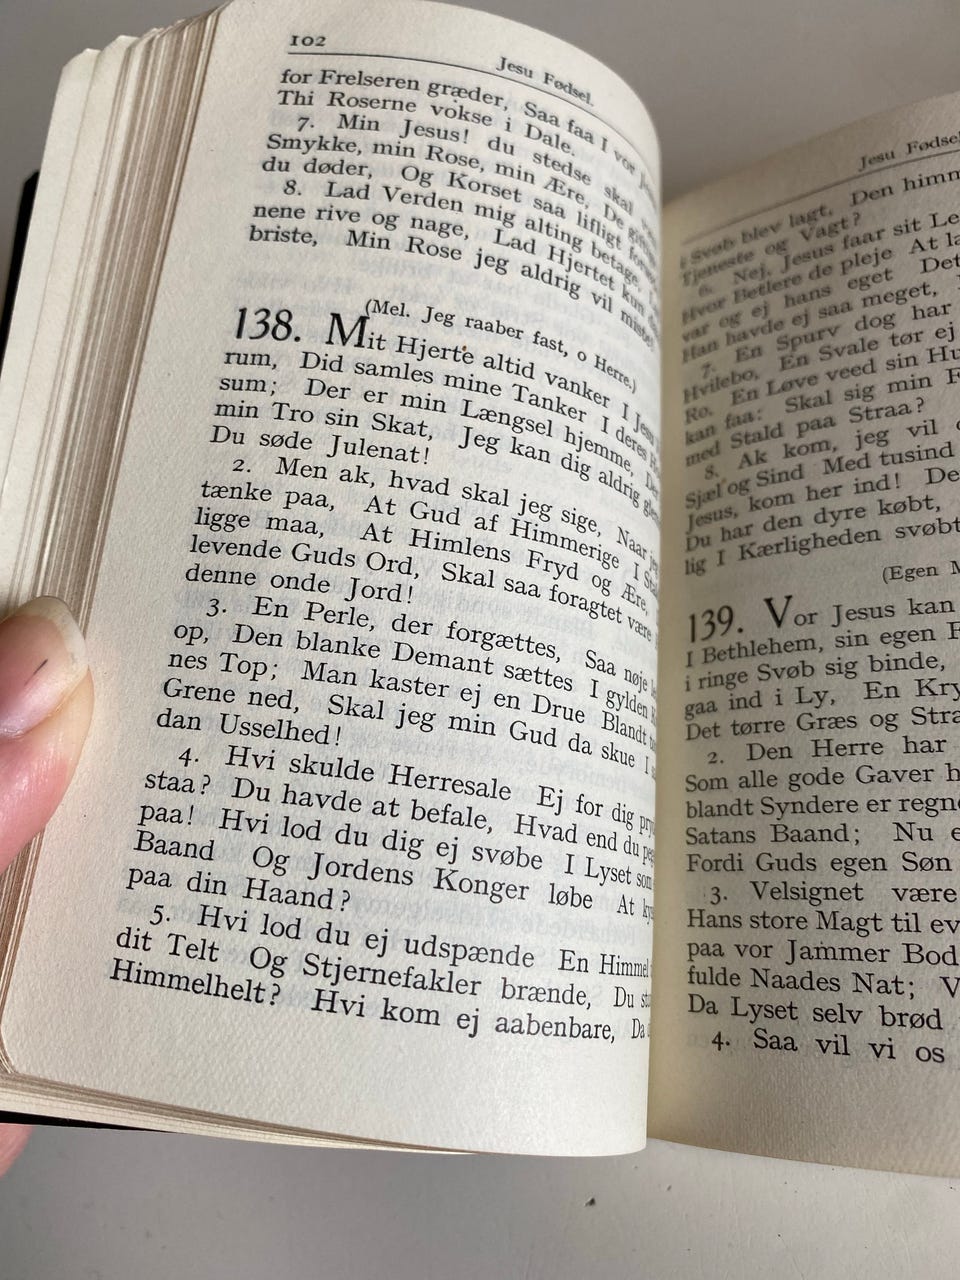 102
Jesu Fødsel.
for Frelseren græder, Saa faa I vor
Thi Roserne vokse i Dale.
7. Min Jesus! du stedse skal
Smykke, min Rose, min Ære, De
du døder, Og Korset saa lifligt
8. Lad Verden mig alting betage,
nene rive og nage, Lad Hjertet kun
briste, Min Rose jeg aldrig vil miste!
(Mel. Jeg raaber fast, o Herre.)
138. Mit Hjerte altid vanker I Jesu
rum, Did samles mine Tanker I deres
sum; Der er min Længsel hjemme, Der
min Tro sin Skat, Jeg kan dig aldrig
Du søde Julenat!
2. Men ak, hvad skal jeg sige, Naar jeg
tænke paa, At Gud af Himmerige I
ligge maa, At Himlens Fryd og Ære,
levende Guds Ord, Skal saa foragtet være
denne onde Jord!
3. En Perle, der forgættes, Saa nøje
op, Den blanke Demant sættes I gylden
nes Top; Man kaster ej en Drue Blandt
Grene ned, Skal jeg min Gud da skue I
dan Usselhed!
4. Hvi skulde Herresale Ej for dig
staa? Du havde at befale, Hvad end du
paa! Hvi lod du dig ej svøbe I Lyset
Baand Og Jordens Konger løbe At
paa din Haand?
5. Hvi lod du ej udspænde En Himmel
dit Telt Og Stjernefakler brænde, Du
Himmelhelt? Hvi kom ej aabenbare, Da
Jesu Fødsel
i Svøb blev lagt, Den
Tjeneste og Vagt?
6. Nej, Jesus faar sit
Hvor Betlere de pleje At
var og ej hans eget Det
Han havde ej saa meget,
7. En Spurv dog har
Hvilebo, En Svale tør ej
Ro. En Løve veed sin
kan faa: Skal sig min
med Stald paa Straa?
8. Ak kom, jeg vil
Sjæl og Sind Med tusind
Jesus, kom her ind!
Du har den dyre købt,
lig I Kærligheden svøbt
(Egen
139. Vor Jesus kan
I Bethlehem, sin egen
i ringe Svøb sig binde,
gaa ind i Ly, En
Det tørre Græs og
2. Den Herre har
Som alle gode Gaver
blandt Syndere er
Satans Baand; Nu
Fordi Guds egen Søn
3. Velsignet være
Hans store Magt til
paa vor Jammer
fulde Naades Nat;
Da Lyset selv brød
4. Saa vil vi os